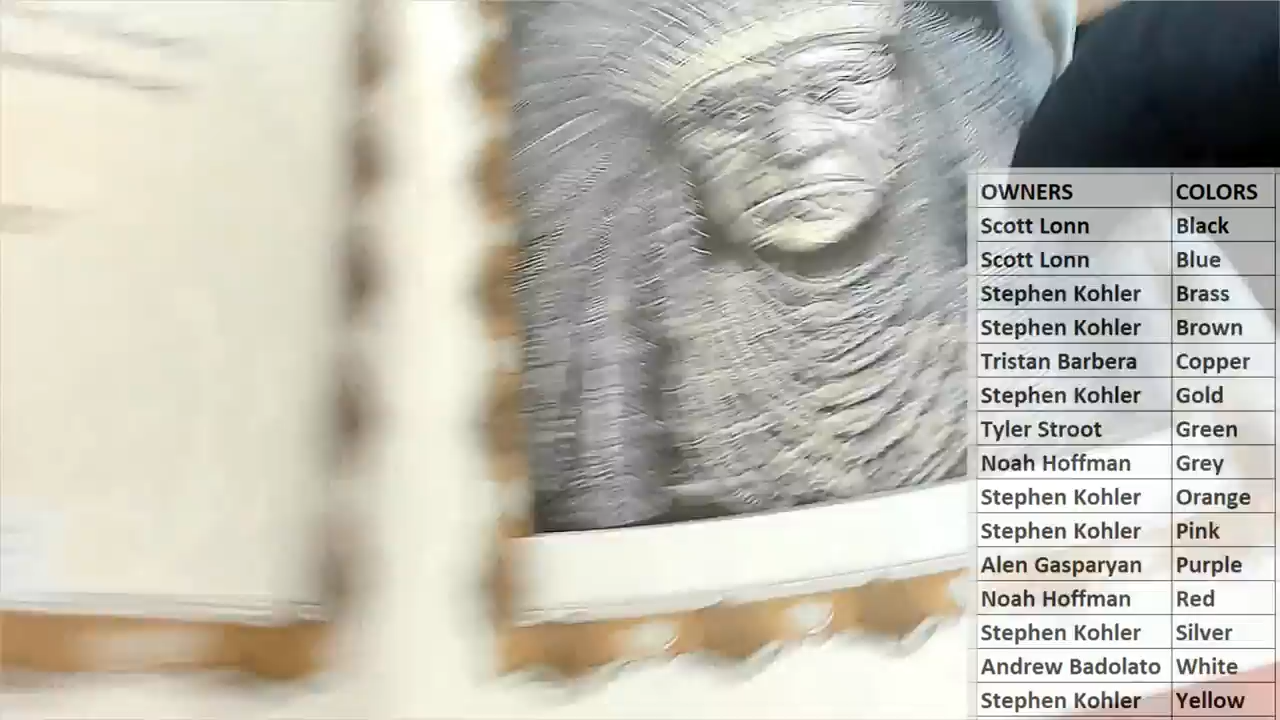 OWNERS COLORS
Scott Lonn Black
Scott Lonn Blue
Stephen Kohler Brass
Stephen Kohler Brown
Tristan Barbera Copper
Stephen Kohler Gold
Tyler Stroot Green
Noah Hoffman Grey
Stephen Kohler Orange
Stephen Kohler Pink
Alen Gasparyan Purple
Noah Hoffman Red
Stephen Kohler Silver
Andrew Badolato White
Stephen Kohler Yellow